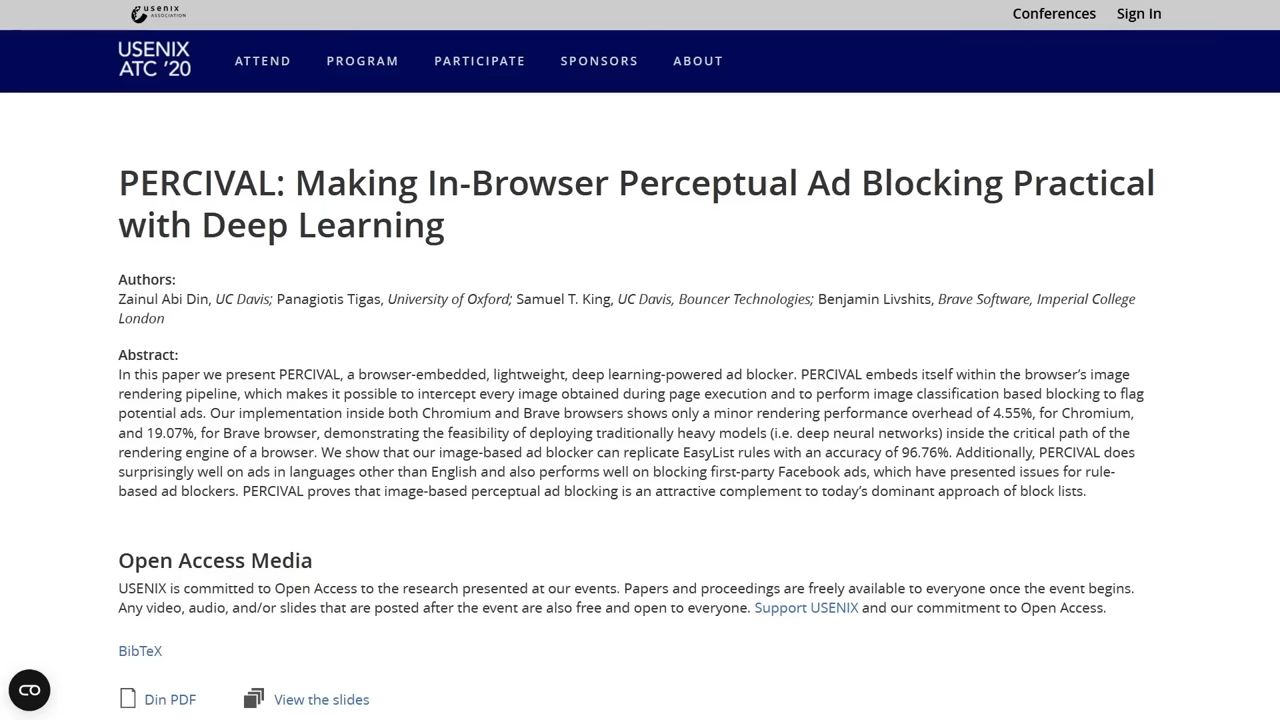 usenix
ASSOCIATION
Conferences Sign In
USENIX
ATC '20
ATTEND PROGRAM PARTICIPATE SPONSORS ABOUT
PERCIVAL: Making In-Browser Perceptual Ad Blocking Practical
with Deep Learning
Authors:
Zainul Abi Din, UC Davis; Panagiotis Tigas, University of Oxford; Samuel T. King, UC Davis, Bouncer Technologies; Benjamin Livshits, Brave Software, Imperial College
London
Abstract:
In this paper we present PERCIVAL, a browser-embedded, lightweight, deep learning-powered ad blocker. PERCIVAL embeds itself within the browser’s image
rendering pipeline, which makes it possible to intercept every image obtained during page execution and to perform image classification based blocking to flag
potential ads. Our implementation inside both Chromium and Brave browsers shows only a minor rendering performance overhead of 4.55%, for Chromium,
and 19.07%, for Brave browser, demonstrating the feasibility of deploying traditionally heavy models (i.e. deep neural networks) inside the critical path of the
rendering engine of a browser. We show that our image-based ad blocker can replicate EasyList rules with an accuracy of 96.76%. Additionally, PERCIVAL does
surprisingly well on ads in languages other than English and also performs well on blocking first-party Facebook ads, which have presented issues for rule-
based ad blockers. PERCIVAL proves that image-based perceptual ad blocking is an attractive complement to today’s dominant approach of block lists.
Open Access Media
USENIX is committed to Open Access to the research presented at our events. Papers and proceedings are freely available to everyone once the event begins.
Any video, audio, and/or slides that are posted after the event are also free and open to everyone. Support USENIX and our commitment to Open Access.
BibTeX
Din PDF View the slides